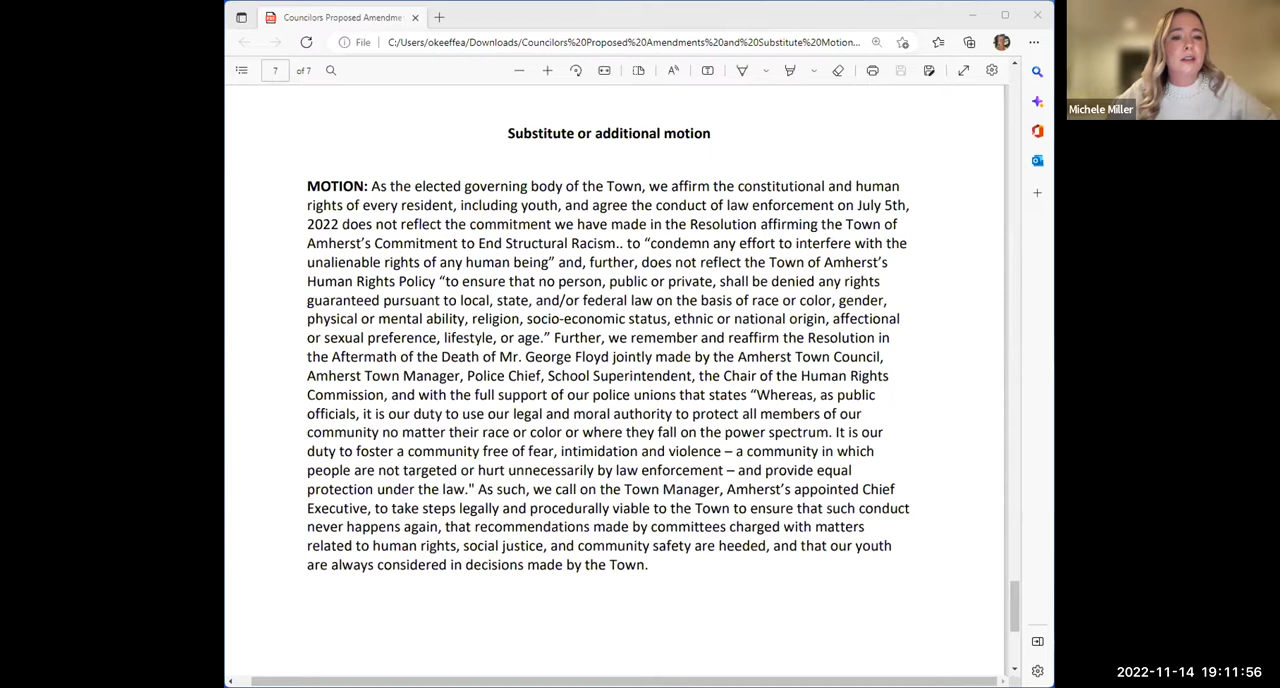 Councilors Proposed Amendme
File
C:/Users/okeeffea/Downloads/Councilors%20Proposed%20Amendments%20and%20Substitute%20Motion...
7 of 7
Michele Miller
Substitute or additional motion
MOTION: As the elected governing body of the Town, we affirm the constitutional and human
rights of every resident, including youth, and agree the conduct of law enforcement on July 5th,
2022 does not reflect the commitment we have made in the Resolution affirming the Town of
Amherst’s Commitment to End Structural Racism.. to “condemn any effort to interfere with the
unalienable rights of any human being” and, further, does not reflect the Town of Amherst’s
Human Rights Policy “to ensure that no person, public or private, shall be denied any rights
guaranteed pursuant to local, state, and/or federal law on the basis of race or color, gender,
physical or mental ability, religion, socio-economic status, ethnic or national origin, affectional
or sexual preference, lifestyle, or age.” Further, we remember and reaffirm the Resolution in
the Aftermath of the Death of Mr. George Floyd jointly made by the Amherst Town Council,
Amherst Town Manager, Police Chief, School Superintendent, the Chair of the Human Rights
Commission, and with the full support of our police unions that states “Whereas, as public
officials, it is our duty to use our legal and moral authority to protect all members of our
community no matter their race or color or where they fall on the power spectrum. It is our
duty to foster a community free of fear, intimidation and violence – a community in which
people are not targeted or hurt unnecessarily by law enforcement – and provide equal
protection under the law." As such, we call on the Town Manager, Amherst’s appointed Chief
Executive, to take steps legally and procedurally viable to the Town to ensure that such conduct
never happens again, that recommendations made by committees charged with matters
related to human rights, social justice, and community safety are heeded, and that our youth
are always considered in decisions made by the Town.
2022-11-14 19:11:56